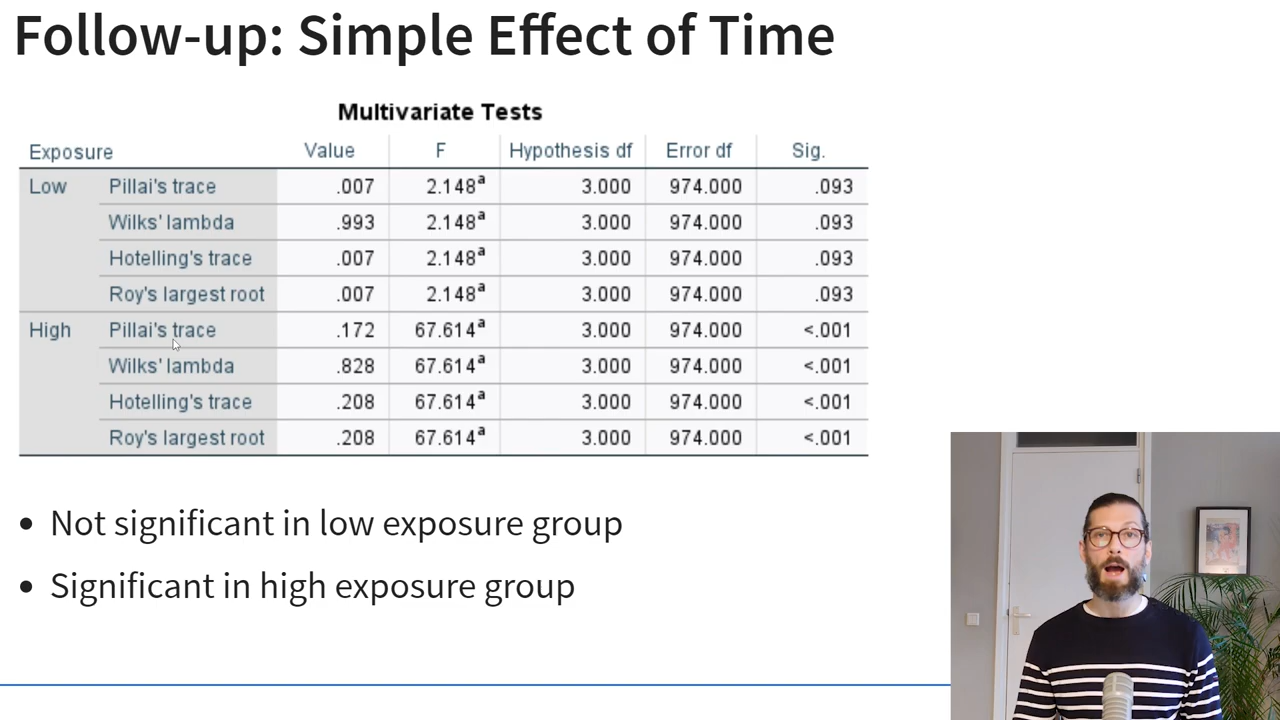 Follow-up: Simple Effect of Time
Multivariate Tests
Exposure Value F Hypothesis df Error df Sig.
Low Pillai's trace .007 2.148a 3.000 974.000 .093
Wilks' lambda .993 2.148a 3.000 974.000 .093
Hotelling's trace .007 2.148a 3.000 974.000 .093
Roy's largest root .007 2.148a 3.000 974.000 .093
High Pillai's trace .172 67.614a 3.000 974.000 <.001
Wilks' lambda .828 67.614a 3.000 974.000 <.001
Hotelling's trace .208 67.614a 3.000 974.000 <.001
Roy's largest root .208 67.614a 3.000 974.000 <.001
• Not significant in low exposure group
• Significant in high exposure group